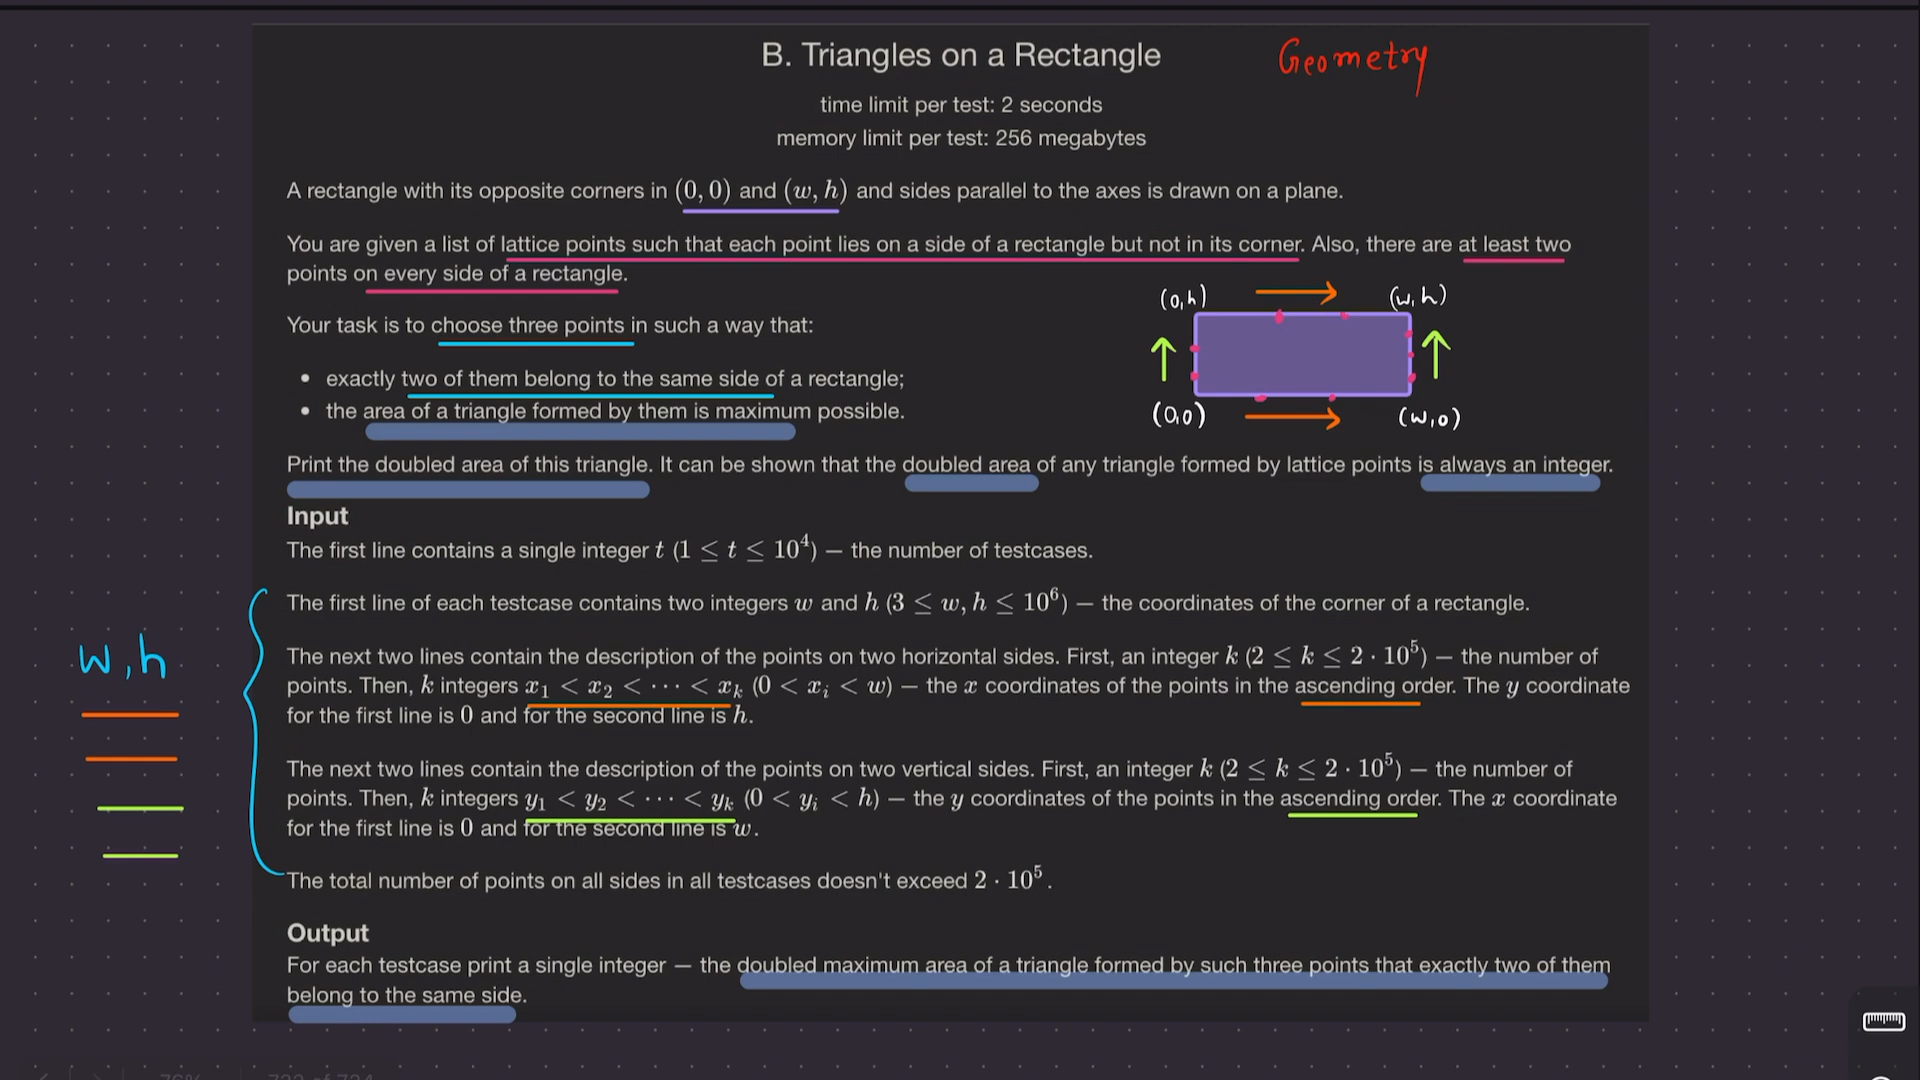 B. Triangles on a Rectangle
Geometry
time limit per test: 2 seconds
memory limit per test: 256 megabytes
A rectangle with its opposite corners in (0, 0) and (w, h) and sides parallel to the axes is drawn on a plane.
You are given a list of lattice points such that each point lies on a side of a rectangle but not in its corner. Also, there are at least two
points on every side of a rectangle.
(0,h)
(w,h)
Your task is to choose three points in such a way that:
• exactly two of them belong to the same side of a rectangle;
• the area of a triangle formed by them is maximum possible.
(0,0)
(w,0)
Print the doubled area of this triangle. It can be shown that the doubled area of any triangle formed by lattice points is always an integer.
Input
The first line contains a single integer t (1 ≤ t ≤ 10⁴) — the number of testcases.
The first line of each testcase contains two integers w and h (3 ≤ w, h ≤ 10⁶) — the coordinates of the corner of a rectangle.
w,h
The next two lines contain the description of the points on two horizontal sides. First, an integer k (2 ≤ k ≤ 2 · 10⁵) — the number of
points. Then, k integers x₁ < x₂ < ⋯ < xₖ (0 < xᵢ < w) — the x coordinates of the points in the ascending order. The y coordinate
for the first line is 0 and for the second line is h.
The next two lines contain the description of the points on two vertical sides. First, an integer k (2 ≤ k ≤ 2 · 10⁵) — the number of
points. Then, k integers y₁ < y₂ < ⋯ < yₖ (0 < yᵢ < h) — the y coordinates of the points in the ascending order. The x coordinate
for the first line is 0 and for the second line is w.
The total number of points on all sides in all testcases doesn't exceed 2 · 10⁵.
Output
For each testcase print a single integer — the doubled maximum area of a triangle formed by such three points that exactly two of them
belong to the same side.